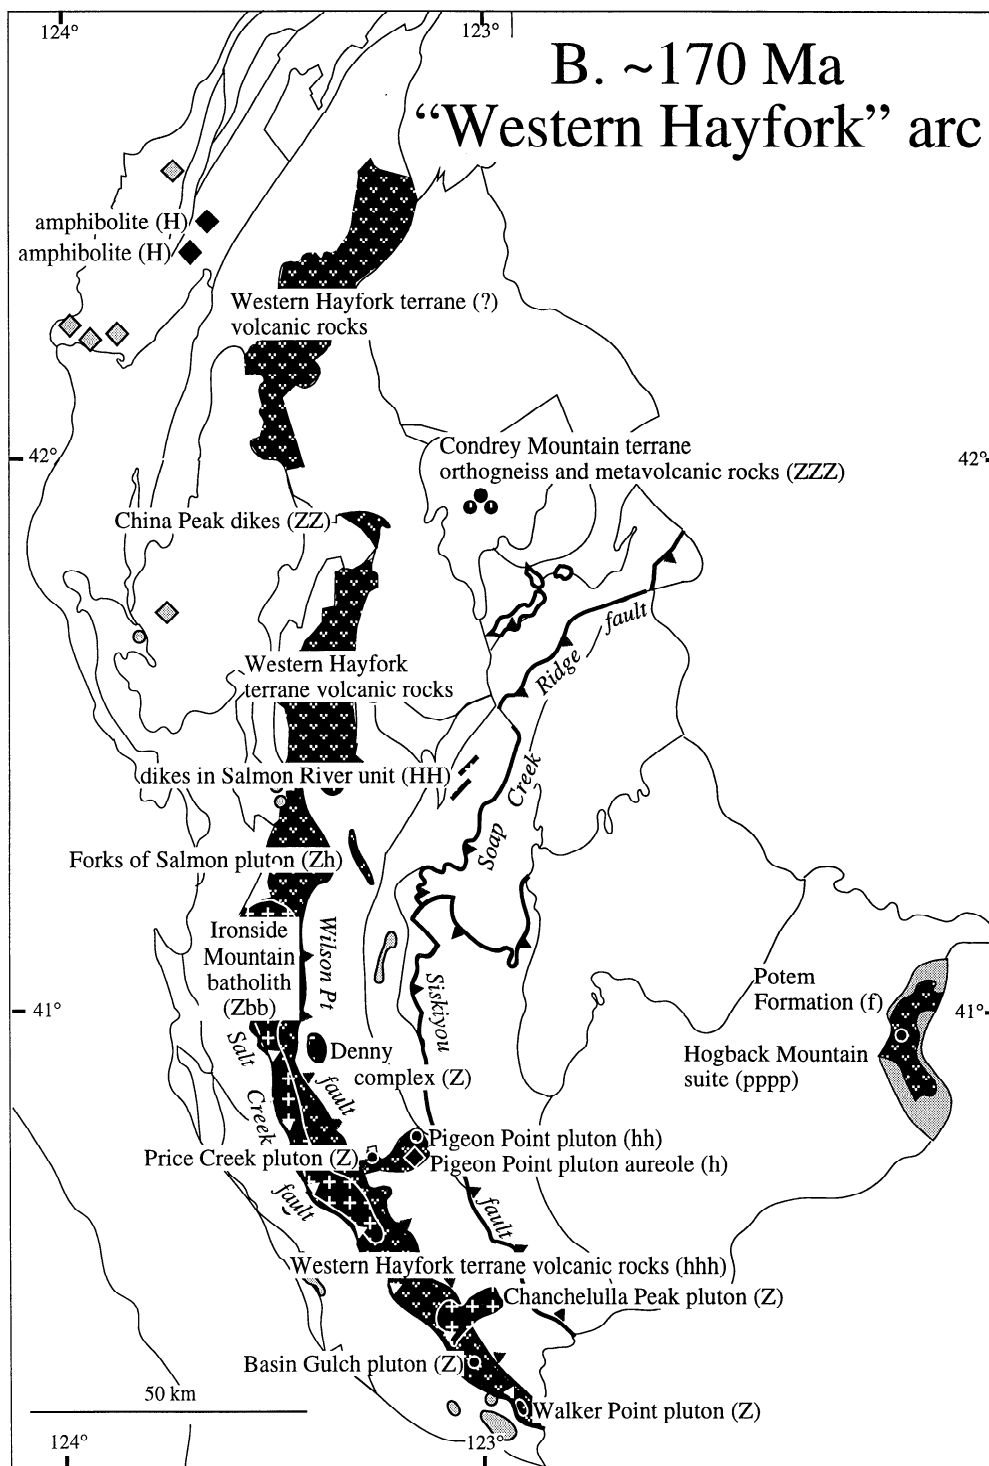 124°
123°
B. ~170 Ma
“Western Hayfork” arc
amphibolite (H)
amphibolite (H)
Western Hayfork terrane (?)
volcanic rocks
42°
42°
Condrey Mountain terrane
orthogneiss and metavolcanic rocks (ZZZ)
China Peak dikes (ZZ)
Ridge
fault
Western Hayfork
terrane volcanic rocks
dikes in Salmon River unit (HH)
Creek
Soap
Forks of Salmon pluton (Zh)
Ironside
Mountain
batholith
(Zbb)
Wilson Pt
fault
Siskiyou
fault
Potem
Formation (f)
41°
41°
Hogback Mountain
suite (pppp)
Salt
Creek
fault
Denny
complex (Z)
Pigeon Point pluton (hh)
Price Creek pluton (Z)
Pigeon Point pluton aureole (h)
Western Hayfork terrane volcanic rocks (hhh)
Chanchelulla Peak pluton (Z)
Basin Gulch pluton (Z)
50 km
Walker Point pluton (Z)
124°
123°